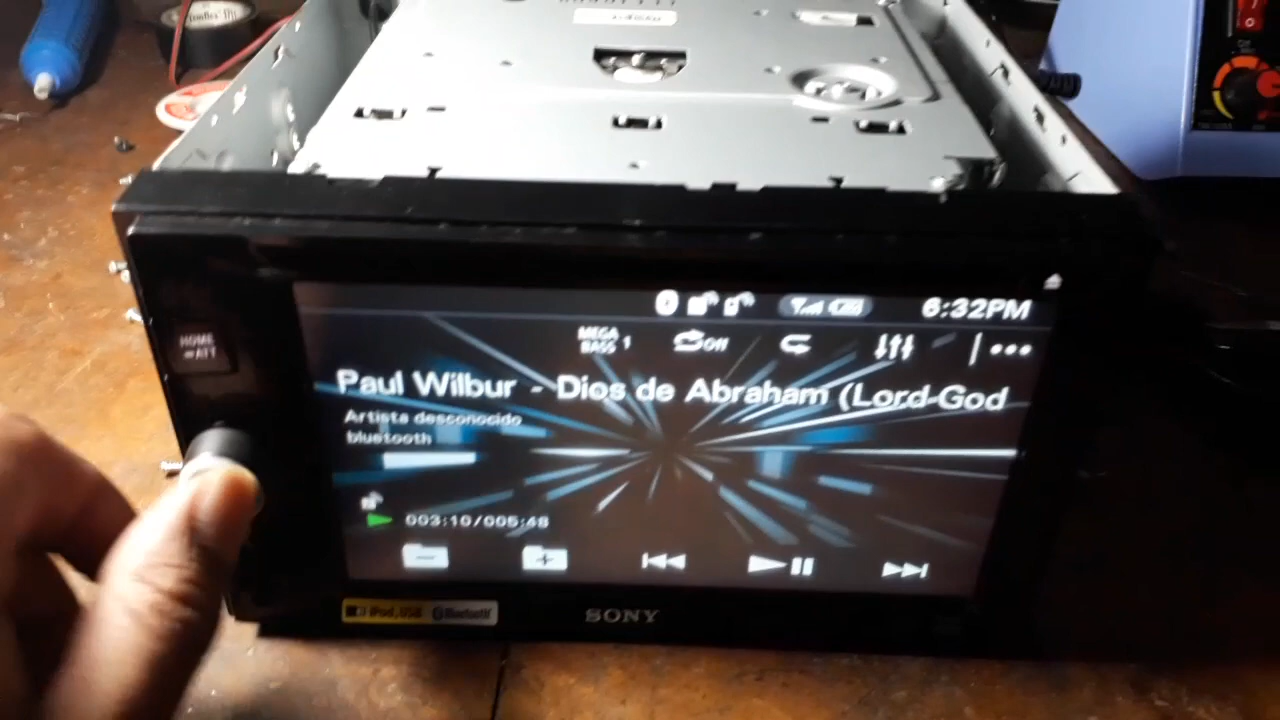 6:32PM
MEGA BASS 1
OFF
Paul Wilbur - Dios de Abraham (Lord God
Artista desconocido
bluetooth
HOME
ATT
003:10/005:48
iPod, USB Bluetooth
SONY